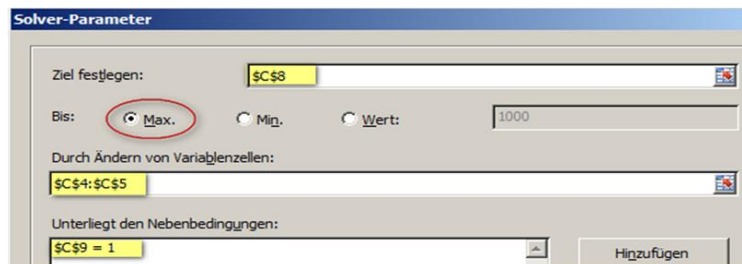 Solver-Parameter
Ziel festlegen: $C$8
Bis: Max. Min. Wert: 1000
Durch Ändern von Variablenzellen:
$C$4:$C$5
Unterliegt den Nebenbedingungen:
$C$9 = 1
Hinzufügen